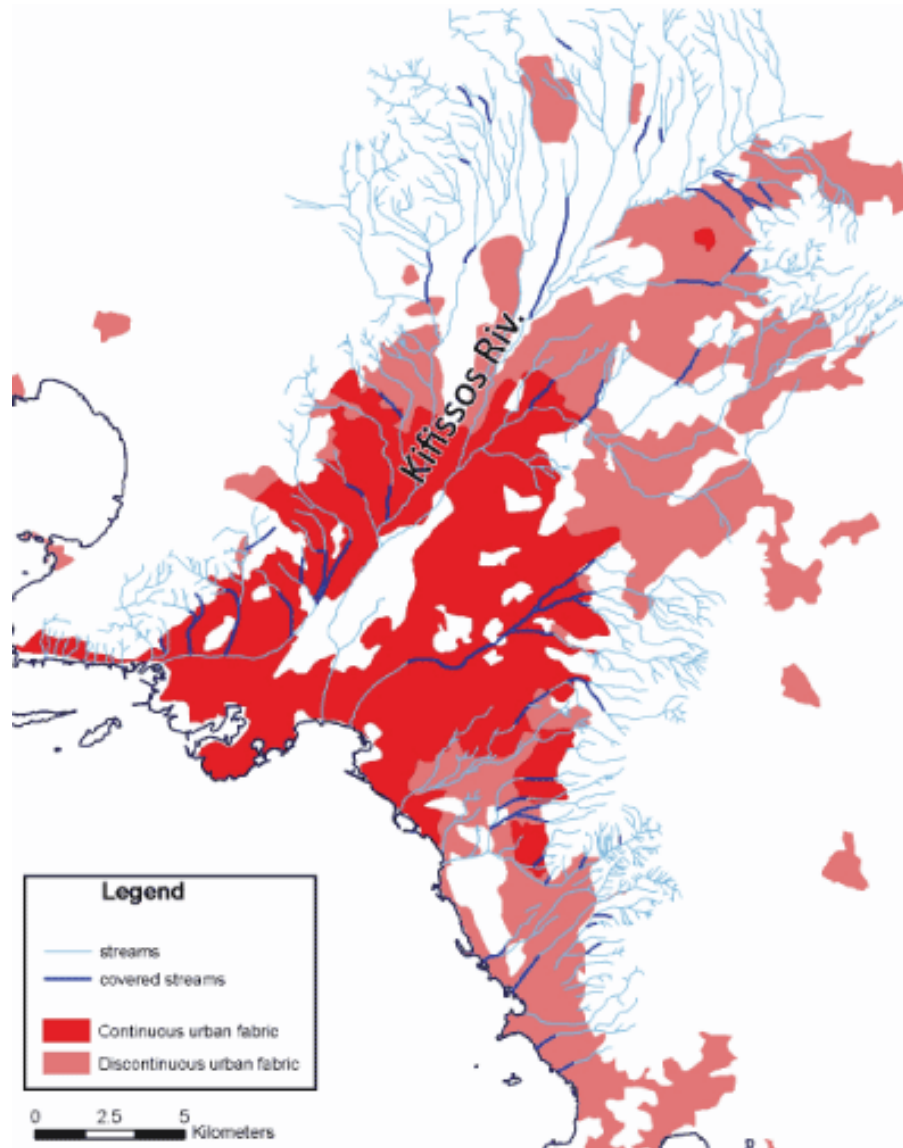 Kifissos Riv.
Legend
streams
covered streams
Continuous urban fabric
Discontinuous urban fabric
0 2.5 5
Kilometers